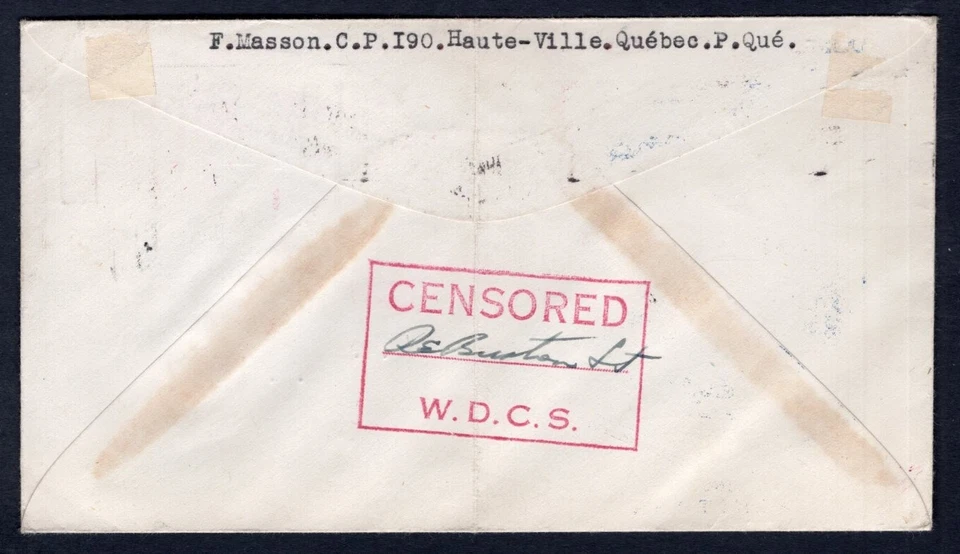 F.Masson.C.P.I90.Haute-Ville.Québec.P.Qué.
CENSORED
W.D.C.S.